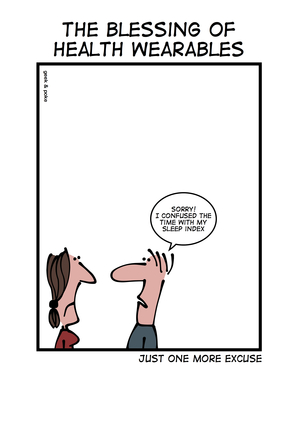 THE BLESSING OF
HEALTH WEARABLES
geek & poke
SORRY!
I CONFUSED THE
TIME WITH MY
SLEEP INDEX
JUST ONE MORE EXCUSE